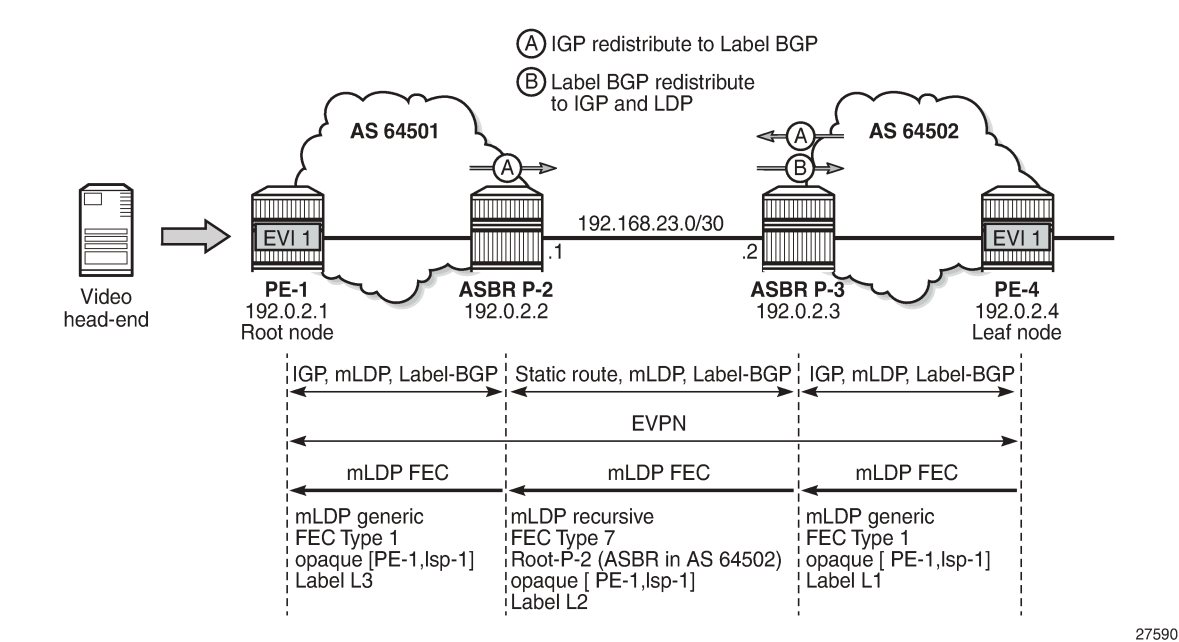 A IGP redistribute to Label BGP
B Label BGP redistribute
to IGP and LDP
AS 64501
AS 64502
A
A
B
EVI 1
192.168.23.0/30
EVI 1
.1
.2
Video
head-end
PE-1
192.0.2.1
Root node
ASBR P-2
192.0.2.2
ASBR P-3
192.0.2.3
PE-4
192.0.2.4
Leaf node
IGP, mLDP, Label-BGP
Static route, mLDP, Label-BGP
IGP, mLDP, Label-BGP
EVPN
mLDP FEC
mLDP FEC
mLDP FEC
mLDP generic
FEC Type 1
opaque [PE-1,lsp-1]
Label L3
mLDP recursive
FEC Type 7
Root-P-2 (ASBR in AS 64502)
opaque [ PE-1,lsp-1]
Label L2
mLDP generic
FEC Type 1
opaque [ PE-1,lsp-1]
Label L1
27590